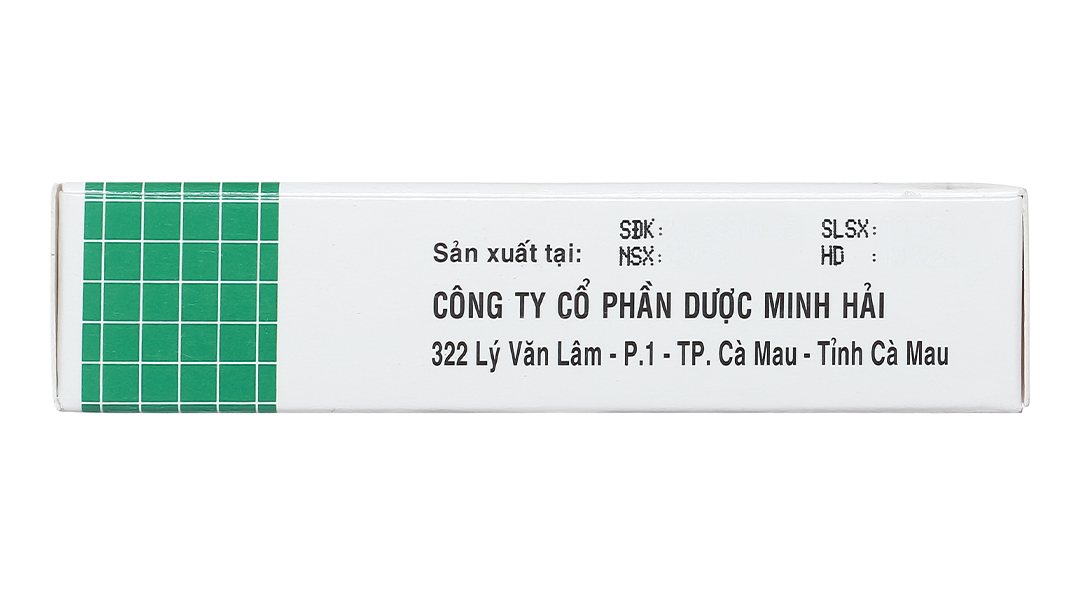 SĐK: SLSX:
Sản xuất tại: NSX: HD :
CÔNG TY CỔ PHẦN DƯỢC MINH HẢI
322 Lý Văn Lâm - P.1 - TP. Cà Mau - Tỉnh Cà Mau